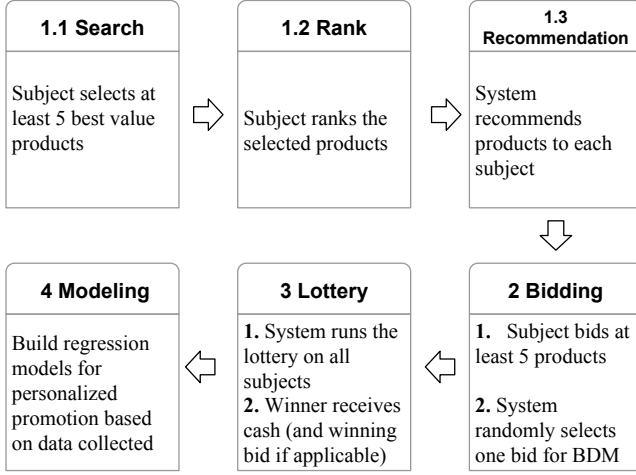 1.1 Search
Subject selects at
least 5 best value
products
1.2 Rank
Subject ranks the
selected products
1.3
Recommendation
System
recommends
products to each
subject
2 Bidding
1. Subject bids at
least 5 products
2. System
randomly selects
one bid for BDM
3 Lottery
1. System runs the
lottery on all
subjects
2. Winner receives
cash (and winning
bid if applicable)
4 Modeling
Build regression
models for
personalized
promotion based
on data collected